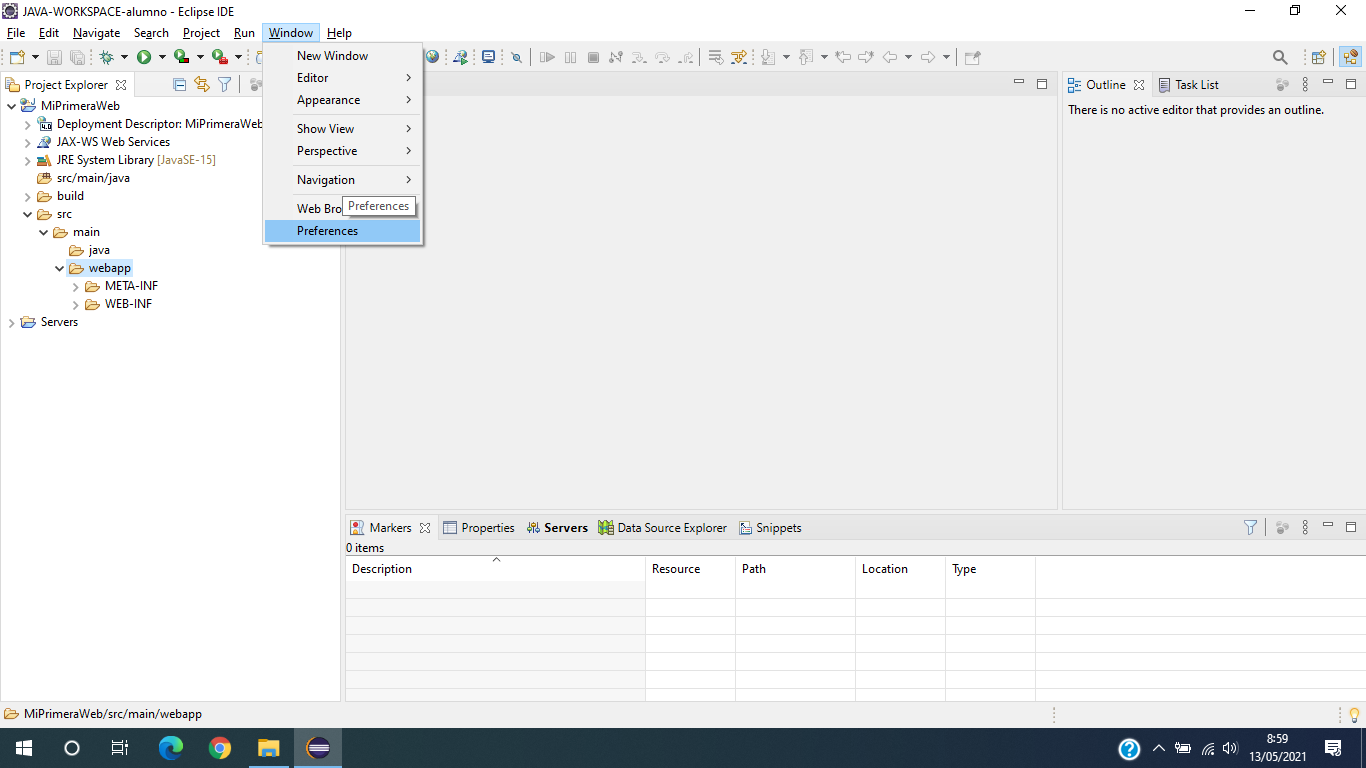 JAVA-WORKSPACE-alumno - Eclipse IDE
File Edit Navigate Search Project Run Window Help
New Window
Editor
Appearance
Show View
Perspective
Navigation
Web Bro
Preferences
Preferences
Project Explorer
MiPrimeraWeb
Deployment Descriptor: MiPrimeraWeb
JAX-WS Web Services
JRE System Library [JavaSE-15]
src/main/java
build
src
main
java
webapp
META-INF
WEB-INF
Servers
Outline Task List
There is no active editor that provides an outline.
Markers Properties Servers Data Source Explorer Snippets
0 items
Description Resource Path Location Type
MiPrimeraWeb/src/main/webapp
8:59
13/05/2021